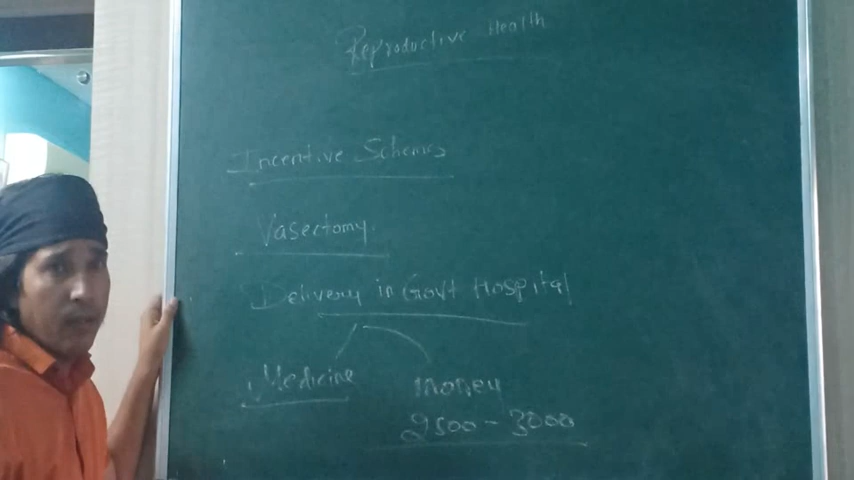 Reproductive Health
Incentive Schemes
Vasectomy.
Delivery in Govt Hospital
Medicine money
2500 - 3000